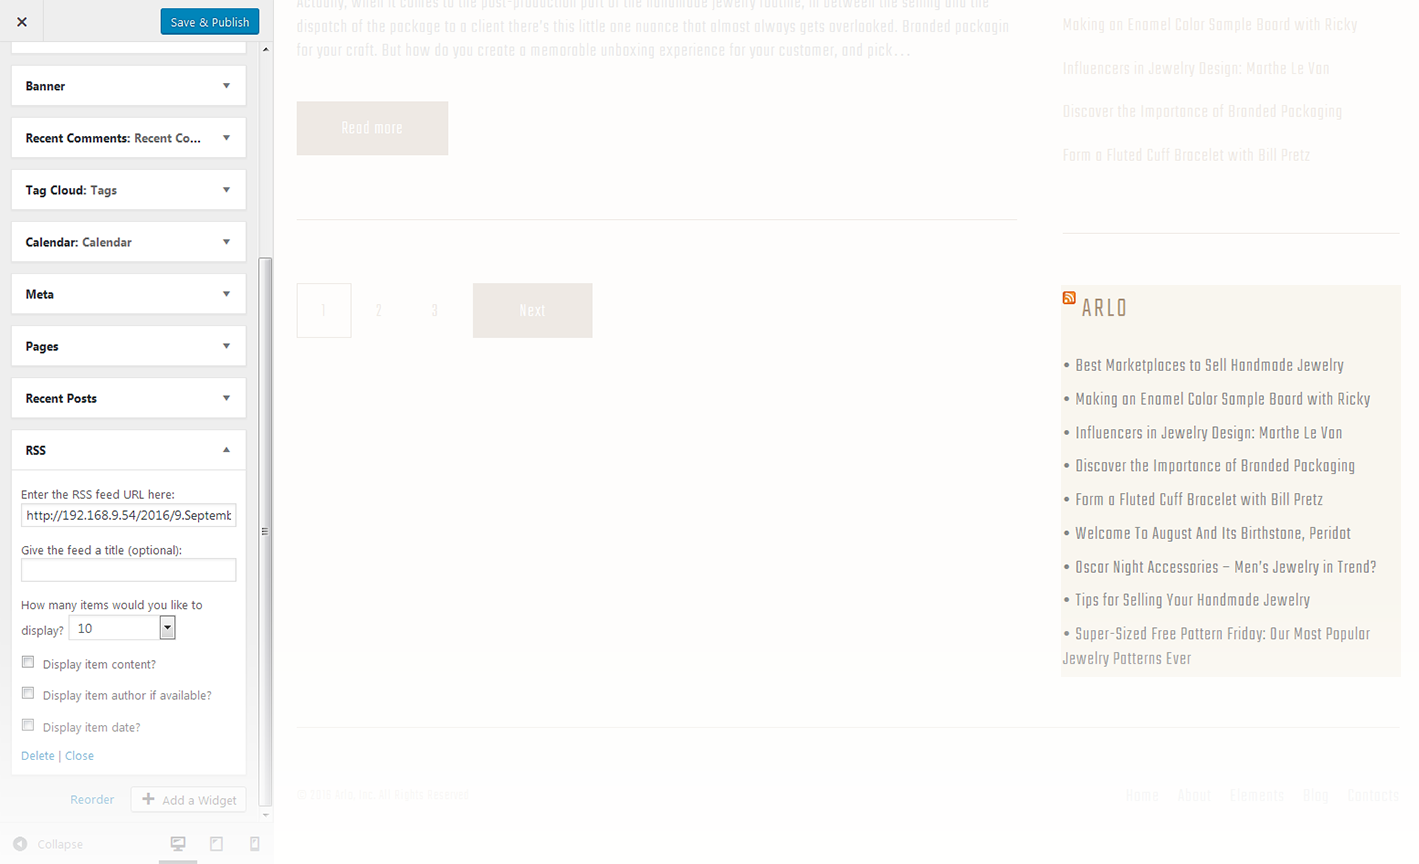 Save & Publish
Banner
Recent Comments: Recent Co...
Tag Cloud: Tags
Calendar: Calendar
Meta
Pages
Recent Posts
RSS
Enter the RSS feed URL here:
http://192.168.9.54/2016/9.Septemb
Give the feed a title (optional):
How many items would you like to
display? 10
Display item content?
Display item author if available?
Display item date?
Delete | Close
Reorder
Add a Widget
Collapse
Actually, when it comes to the post-production part of the handmade jewelry routine, in between the selling and the
dispatch of the package to a client there's this little one nuance that almost always gets overlooked. Branded packagin
for your craft. But how do you create a memorable unboxing experience for your customer, and pick...
Read more
1 2 3 Next
Making an Enamel Color Sample Board with Ricky
Influencers in Jewelry Design: Marthe Le Van
Discover the Importance of Branded Packaging
Form a Fluted Cuff Bracelet with Bill Pretz
ARLO
• Best Marketplaces to Sell Handmade Jewelry
• Making an Enamel Color Sample Board with Ricky
• Influencers in Jewelry Design: Marthe Le Van
• Discover the Importance of Branded Packaging
• Form a Fluted Cuff Bracelet with Bill Pretz
• Welcome To August And Its Birthstone, Peridot
• Oscar Night Accessories – Men's Jewelry in Trend?
• Tips for Selling Your Handmade Jewelry
• Super-Sized Free Pattern Friday: Our Most Popular
Jewelry Patterns Ever
Home About Elements Blog Contacts